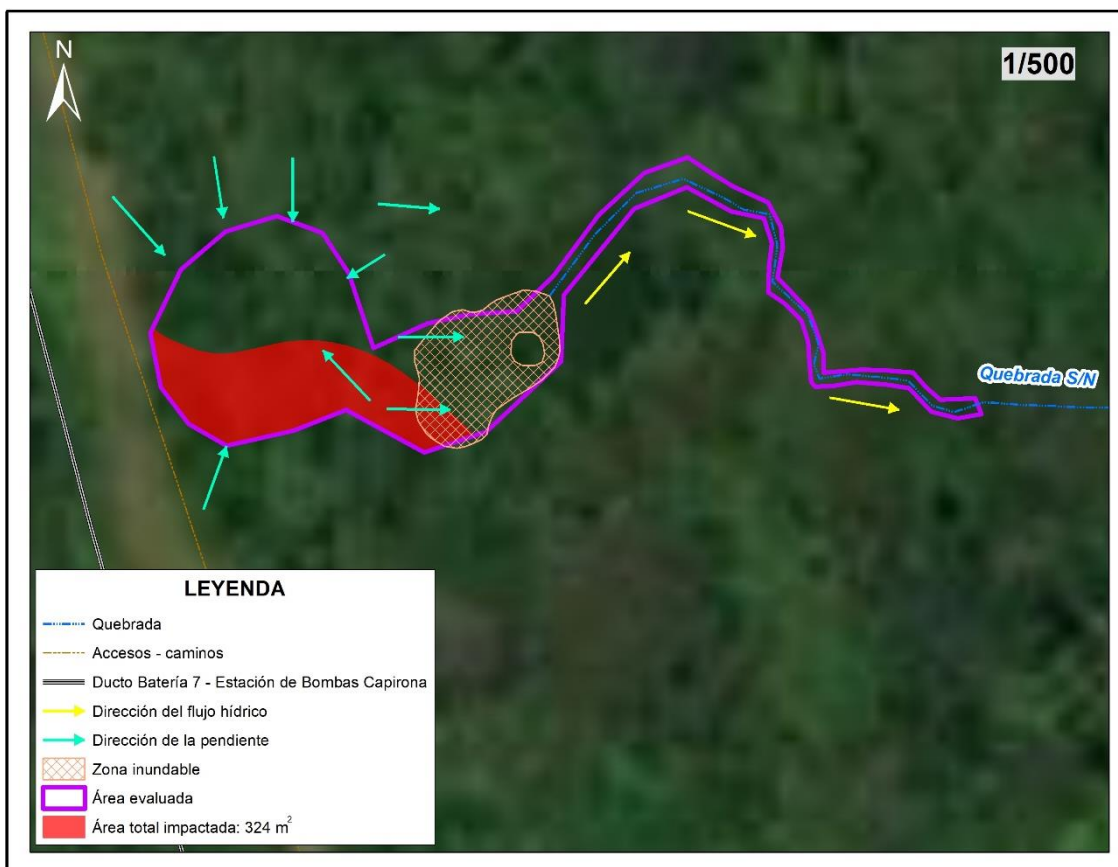 N
1/500
Quebrada S/N
LEYENDA
Quebrada
Accesos - caminos
Ducto Batería 7 - Estación de Bombas Capirona
Dirección del flujo hídrico
Dirección de la pendiente
Zona inundable
Área evaluada
Área total impactada: 324 m²